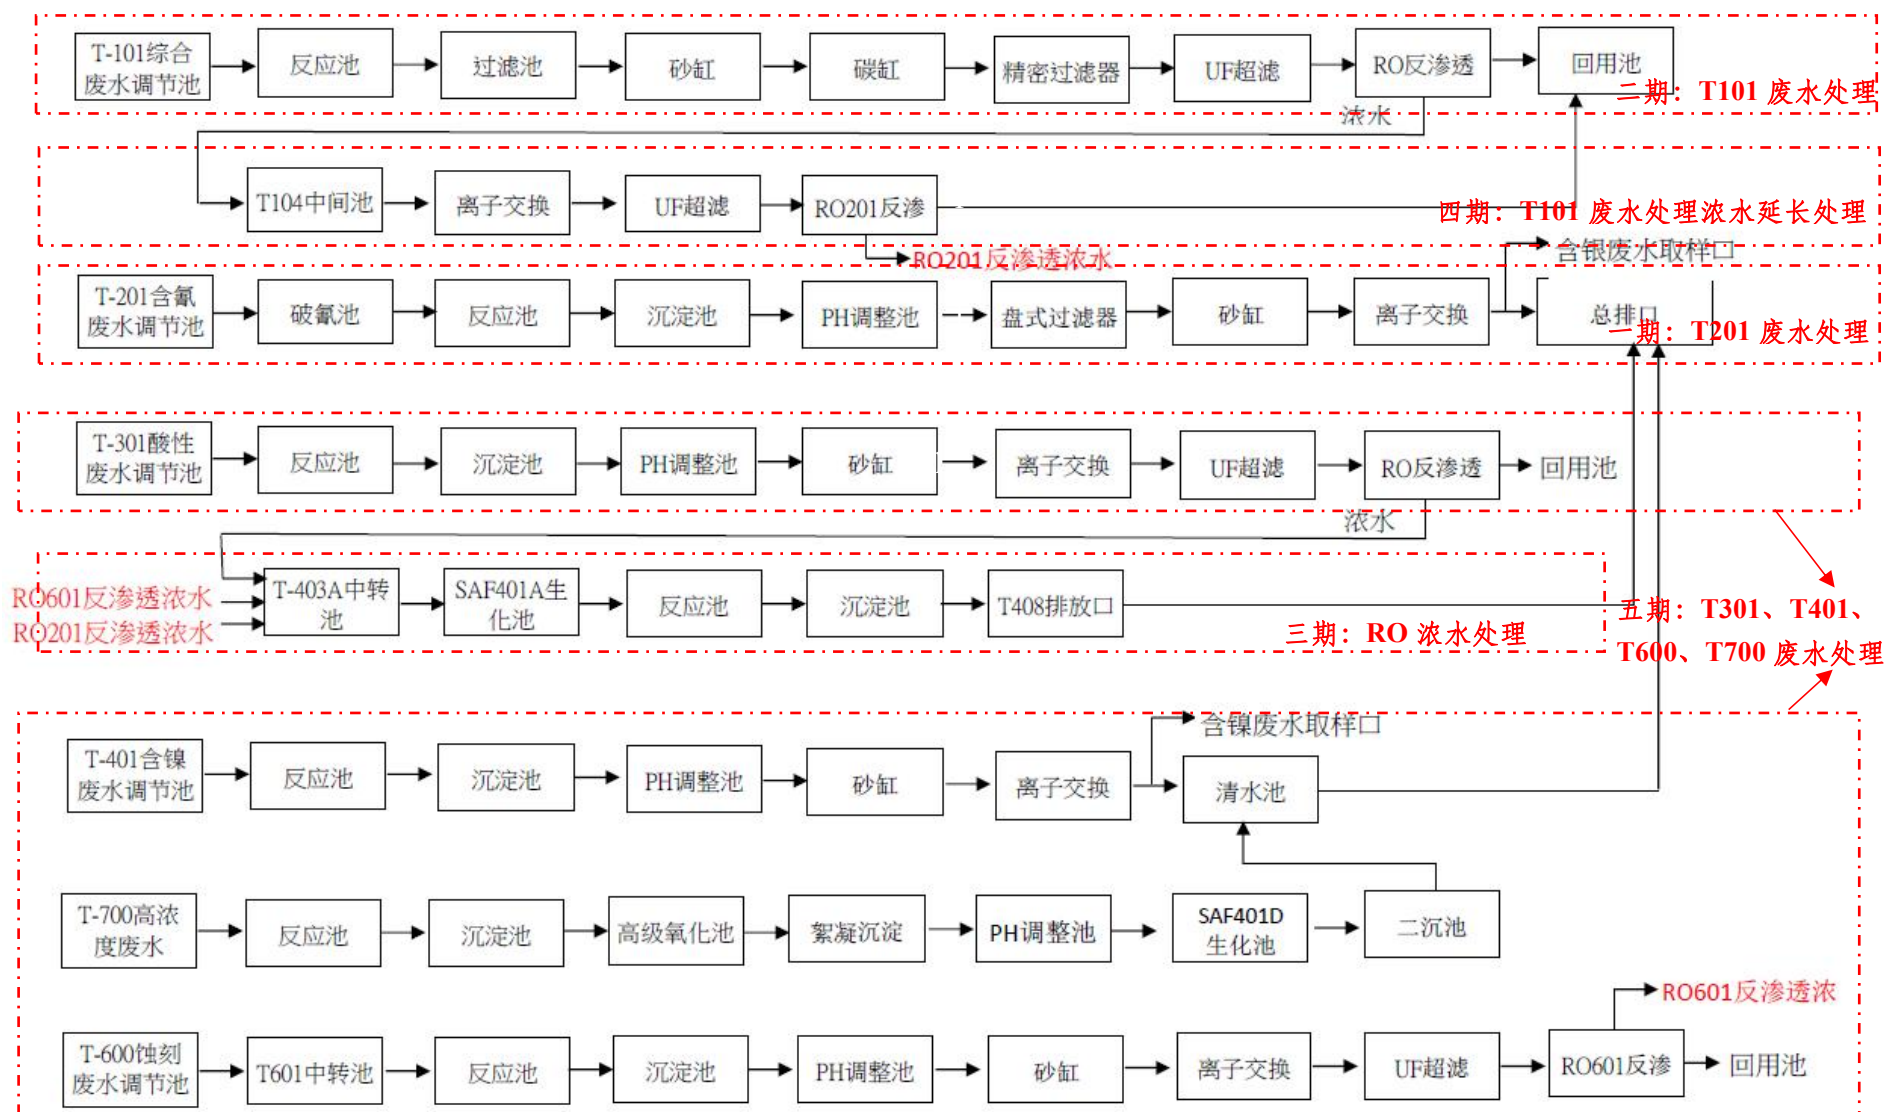 T-101综合
废水调节池
反应池
过滤池
砂缸
碳缸
精密过滤器
UF超滤
RO反渗透
回用池
二期：T101 废水处理
浓水
T104中间池
离子交换
UF超滤
RO201反渗
四期：T101 废水处理浓水延长处理
RO201反渗透浓水
含银废水取样口
T-201含氰
废水调节池
破氰池
反应池
沉淀池
PH调整池
盘式过滤器
砂缸
离子交换
总排口
一期：T201 废水处理
T-301酸性
废水调节池
反应池
沉淀池
PH调整池
砂缸
离子交换
UF超滤
RO反渗透
回用池
浓水
RO601反渗透浓水
RO201反渗透浓水
T-403A中转
池
SAF401A生
化池
反应池
沉淀池
T408排放口
三期：RO 浓水处理
五期：T301、T401、
T600、T700 废水处理
T-401含镍
废水调节池
反应池
沉淀池
PH调整池
砂缸
离子交换
含镍废水取样口
清水池
T-700高浓
度废水
反应池
沉淀池
高级氧化池
絮凝沉淀
PH调整池
SAF401D
生化池
二沉池
T-600蚀刻
废水调节池
T601中转池
反应池
沉淀池
PH调整池
砂缸
离子交换
UF超滤
RO601反渗
RO601反渗透浓
回用池